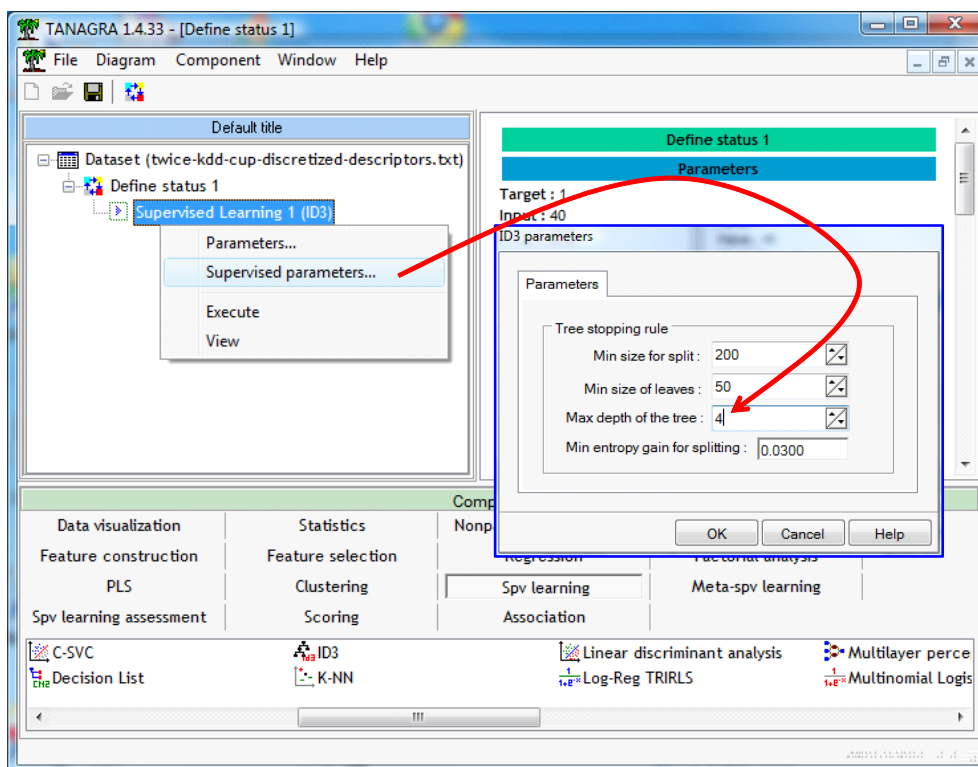 TANAGRA 1.4.33 - [Define status 1]
File Diagram Component Window Help
Default title
Dataset (twice-kdd-cup-discretized-descriptors.txt)
Define status 1
Supervised Learning 1 (ID3)
Parameters...
Supervised parameters...
Execute
View
Define status 1
Parameters
Target : 1
Input : 40
ID3 parameters
Parameters
Tree stopping rule
Min size for split : 200
Min size of leaves : 50
Max depth of the tree : 4
Min entropy gain for splitting : 0.0300
OK Cancel Help
Data visualization Statistics
Feature construction Feature selection Regression Factorial analysis
PLS Clustering Spv learning Meta-spv learning
Spv learning assessment Scoring Association
C-SVC ID3 Linear discriminant analysis Multilayer perce
Decision List K-NN Log-Reg TRIRLS Multinomial Logis